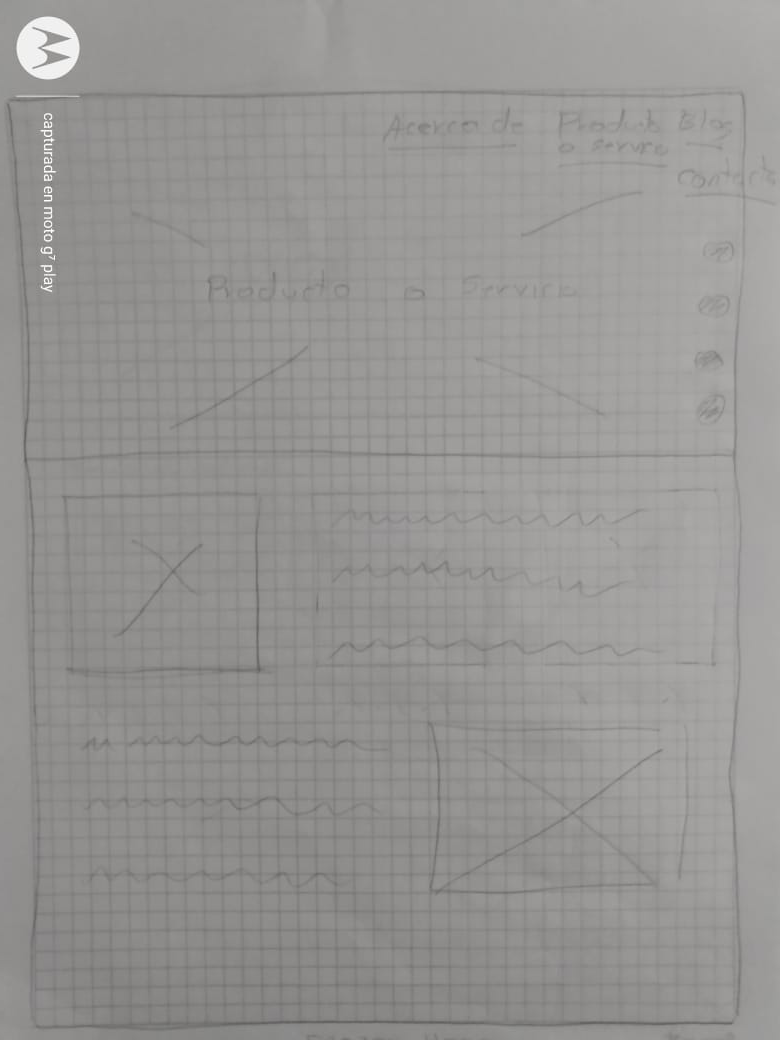 Acerca de Producto Blog
o servicio
Contacto
Producto o Servicio
capturada en moto g⁷ play